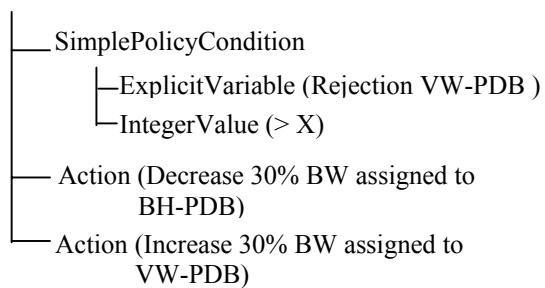 SimplePolicyCondition
ExplicitVariable (Rejection VW-PDB )
IntegerValue (> X)
Action (Decrease 30% BW assigned to
BH-PDB)
Action (Increase 30% BW assigned to
VW-PDB)